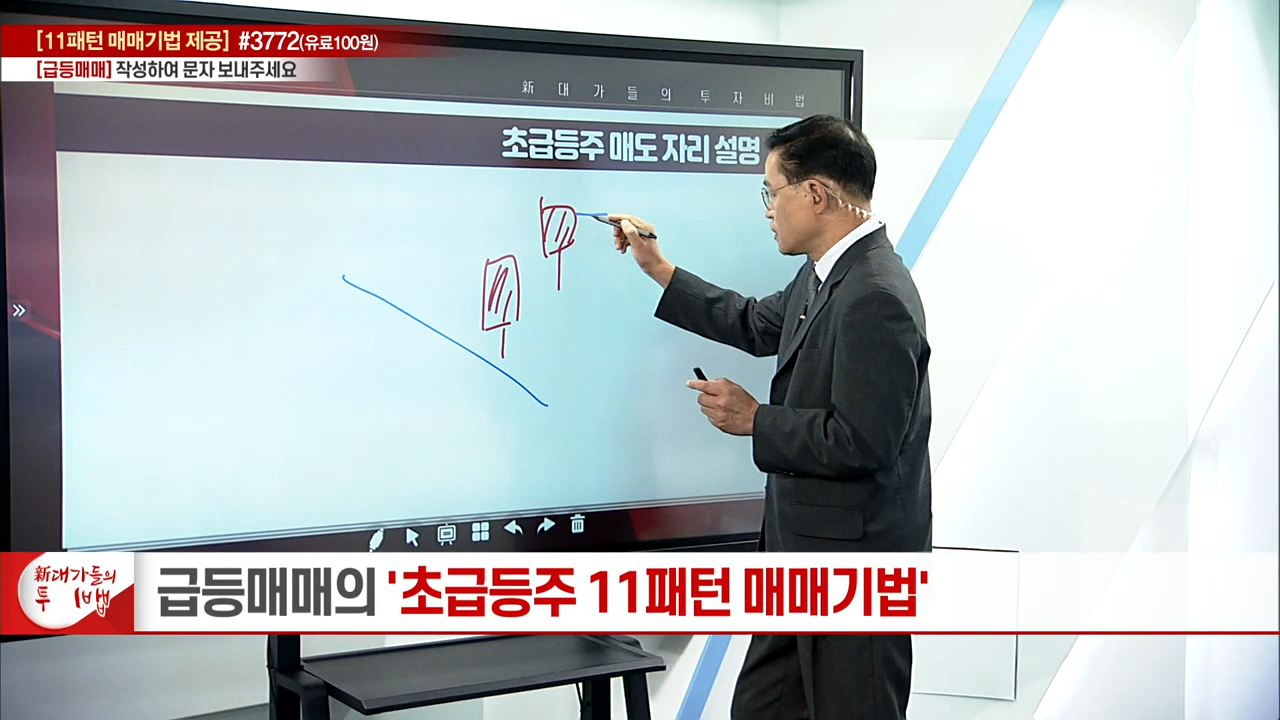 [11패턴 매매기법 제공] #3772(유료100원)
[급등매매] 작성하여 문자 보내주세요
新 대 가 들 의 투 자 비 법
초급등주 매도 자리 설명
新대가들의
투 비법
급등매매의 '초급등주 11패턴 매매기법'